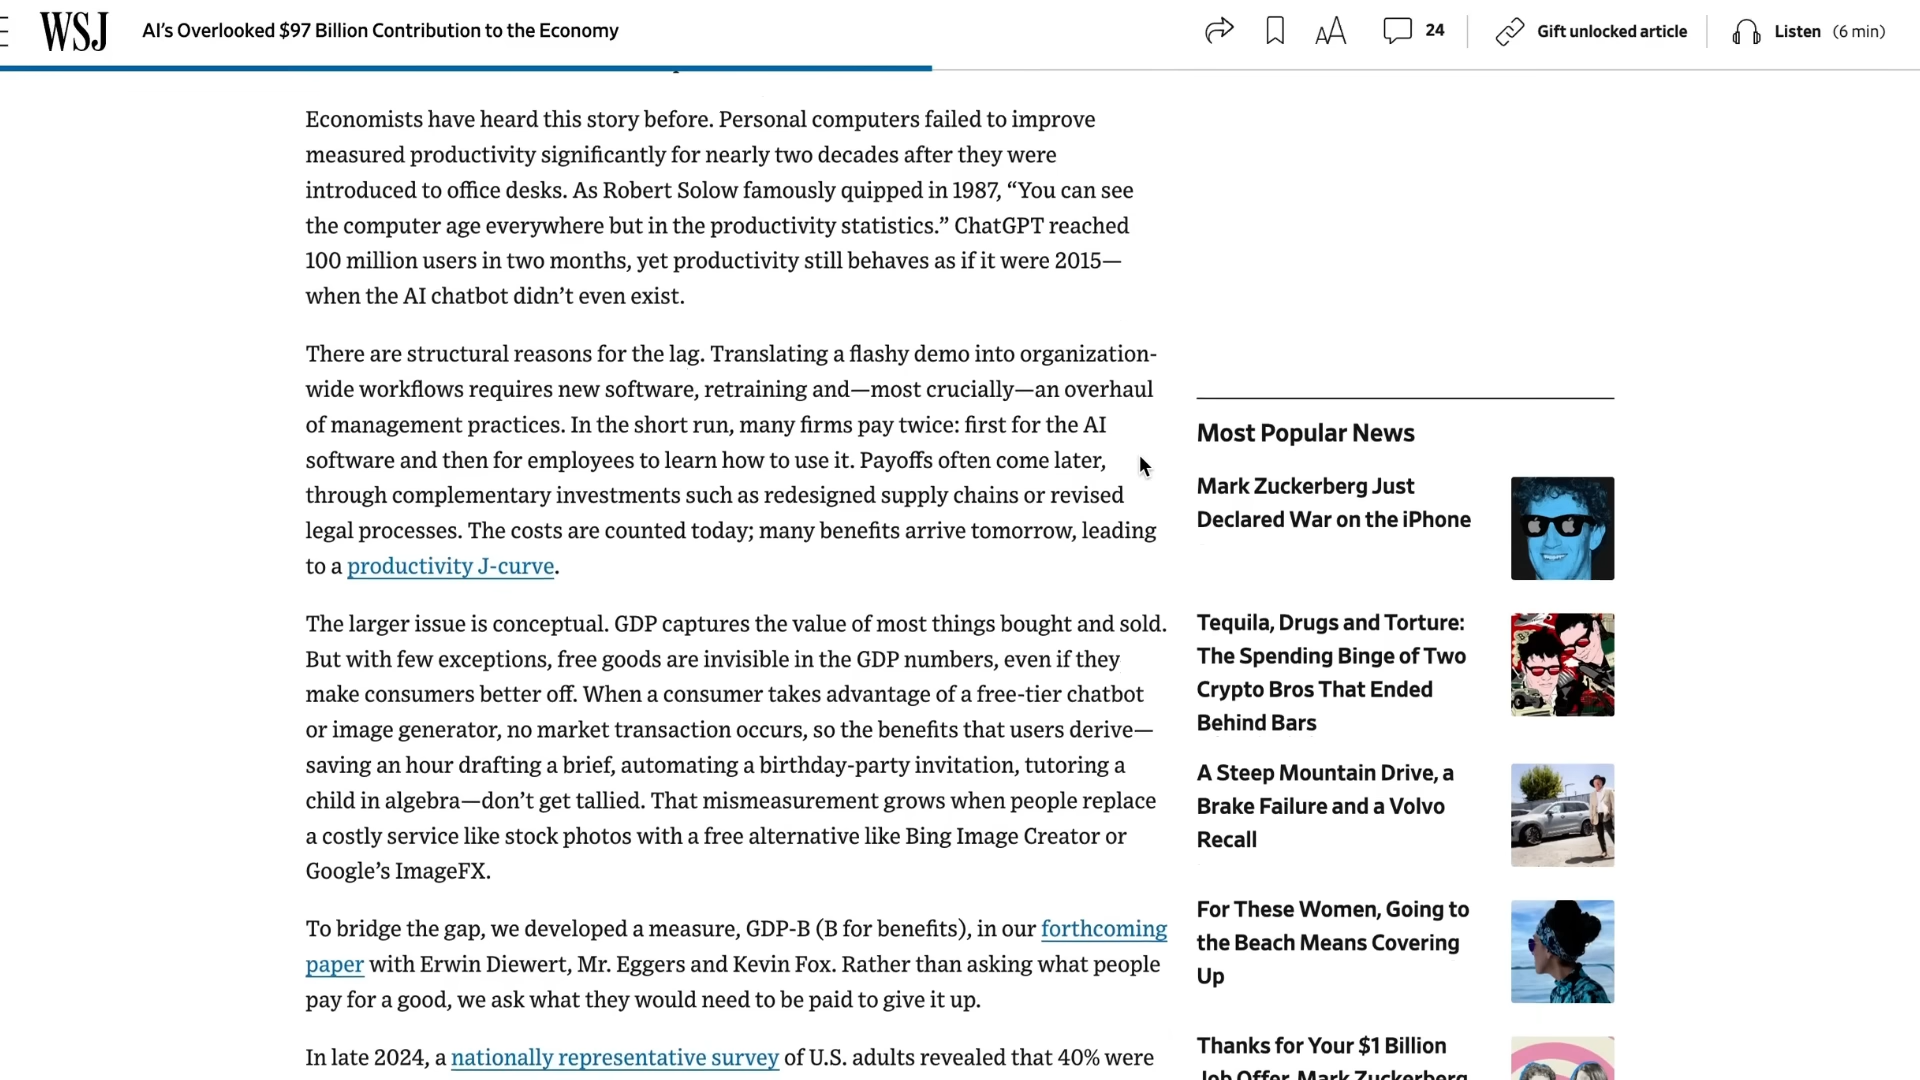 WSJ
AI’s Overlooked $97 Billion Contribution to the Economy
24
Gift unlocked article
Listen (6 min)
Economists have heard this story before. Personal computers failed to improve
measured productivity significantly for nearly two decades after they were
introduced to office desks. As Robert Solow famously quipped in 1987, “You can see
the computer age everywhere but in the productivity statistics.” ChatGPT reached
100 million users in two months, yet productivity still behaves as if it were 2015—
when the AI chatbot didn’t even exist.
There are structural reasons for the lag. Translating a flashy demo into organization-
wide workflows requires new software, retraining and—most crucially—an overhaul
of management practices. In the short run, many firms pay twice: first for the AI
software and then for employees to learn how to use it. Payoffs often come later,
through complementary investments such as redesigned supply chains or revised
legal processes. The costs are counted today; many benefits arrive tomorrow, leading
to a productivity J-curve.
The larger issue is conceptual. GDP captures the value of most things bought and sold.
But with few exceptions, free goods are invisible in the GDP numbers, even if they
make consumers better off. When a consumer takes advantage of a free-tier chatbot
or image generator, no market transaction occurs, so the benefits that users derive—
saving an hour drafting a brief, automating a birthday-party invitation, tutoring a
child in algebra—don’t get tallied. That mismeasurement grows when people replace
a costly service like stock photos with a free alternative like Bing Image Creator or
Google’s ImageFX.
To bridge the gap, we developed a measure, GDP-B (B for benefits), in our forthcoming
paper with Erwin Diewert, Mr. Eggers and Kevin Fox. Rather than asking what people
pay for a good, we ask what they would need to be paid to give it up.
In late 2024, a nationally representative survey of U.S. adults revealed that 40% were
Most Popular News
Mark Zuckerberg Just
Declared War on the iPhone
Tequila, Drugs and Torture:
The Spending Binge of Two
Crypto Bros That Ended
Behind Bars
A Steep Mountain Drive, a
Brake Failure and a Volvo
Recall
For These Women, Going to
the Beach Means Covering
Up
Thanks for Your $1 Billion
Job Offer, Mark Zuckerberg